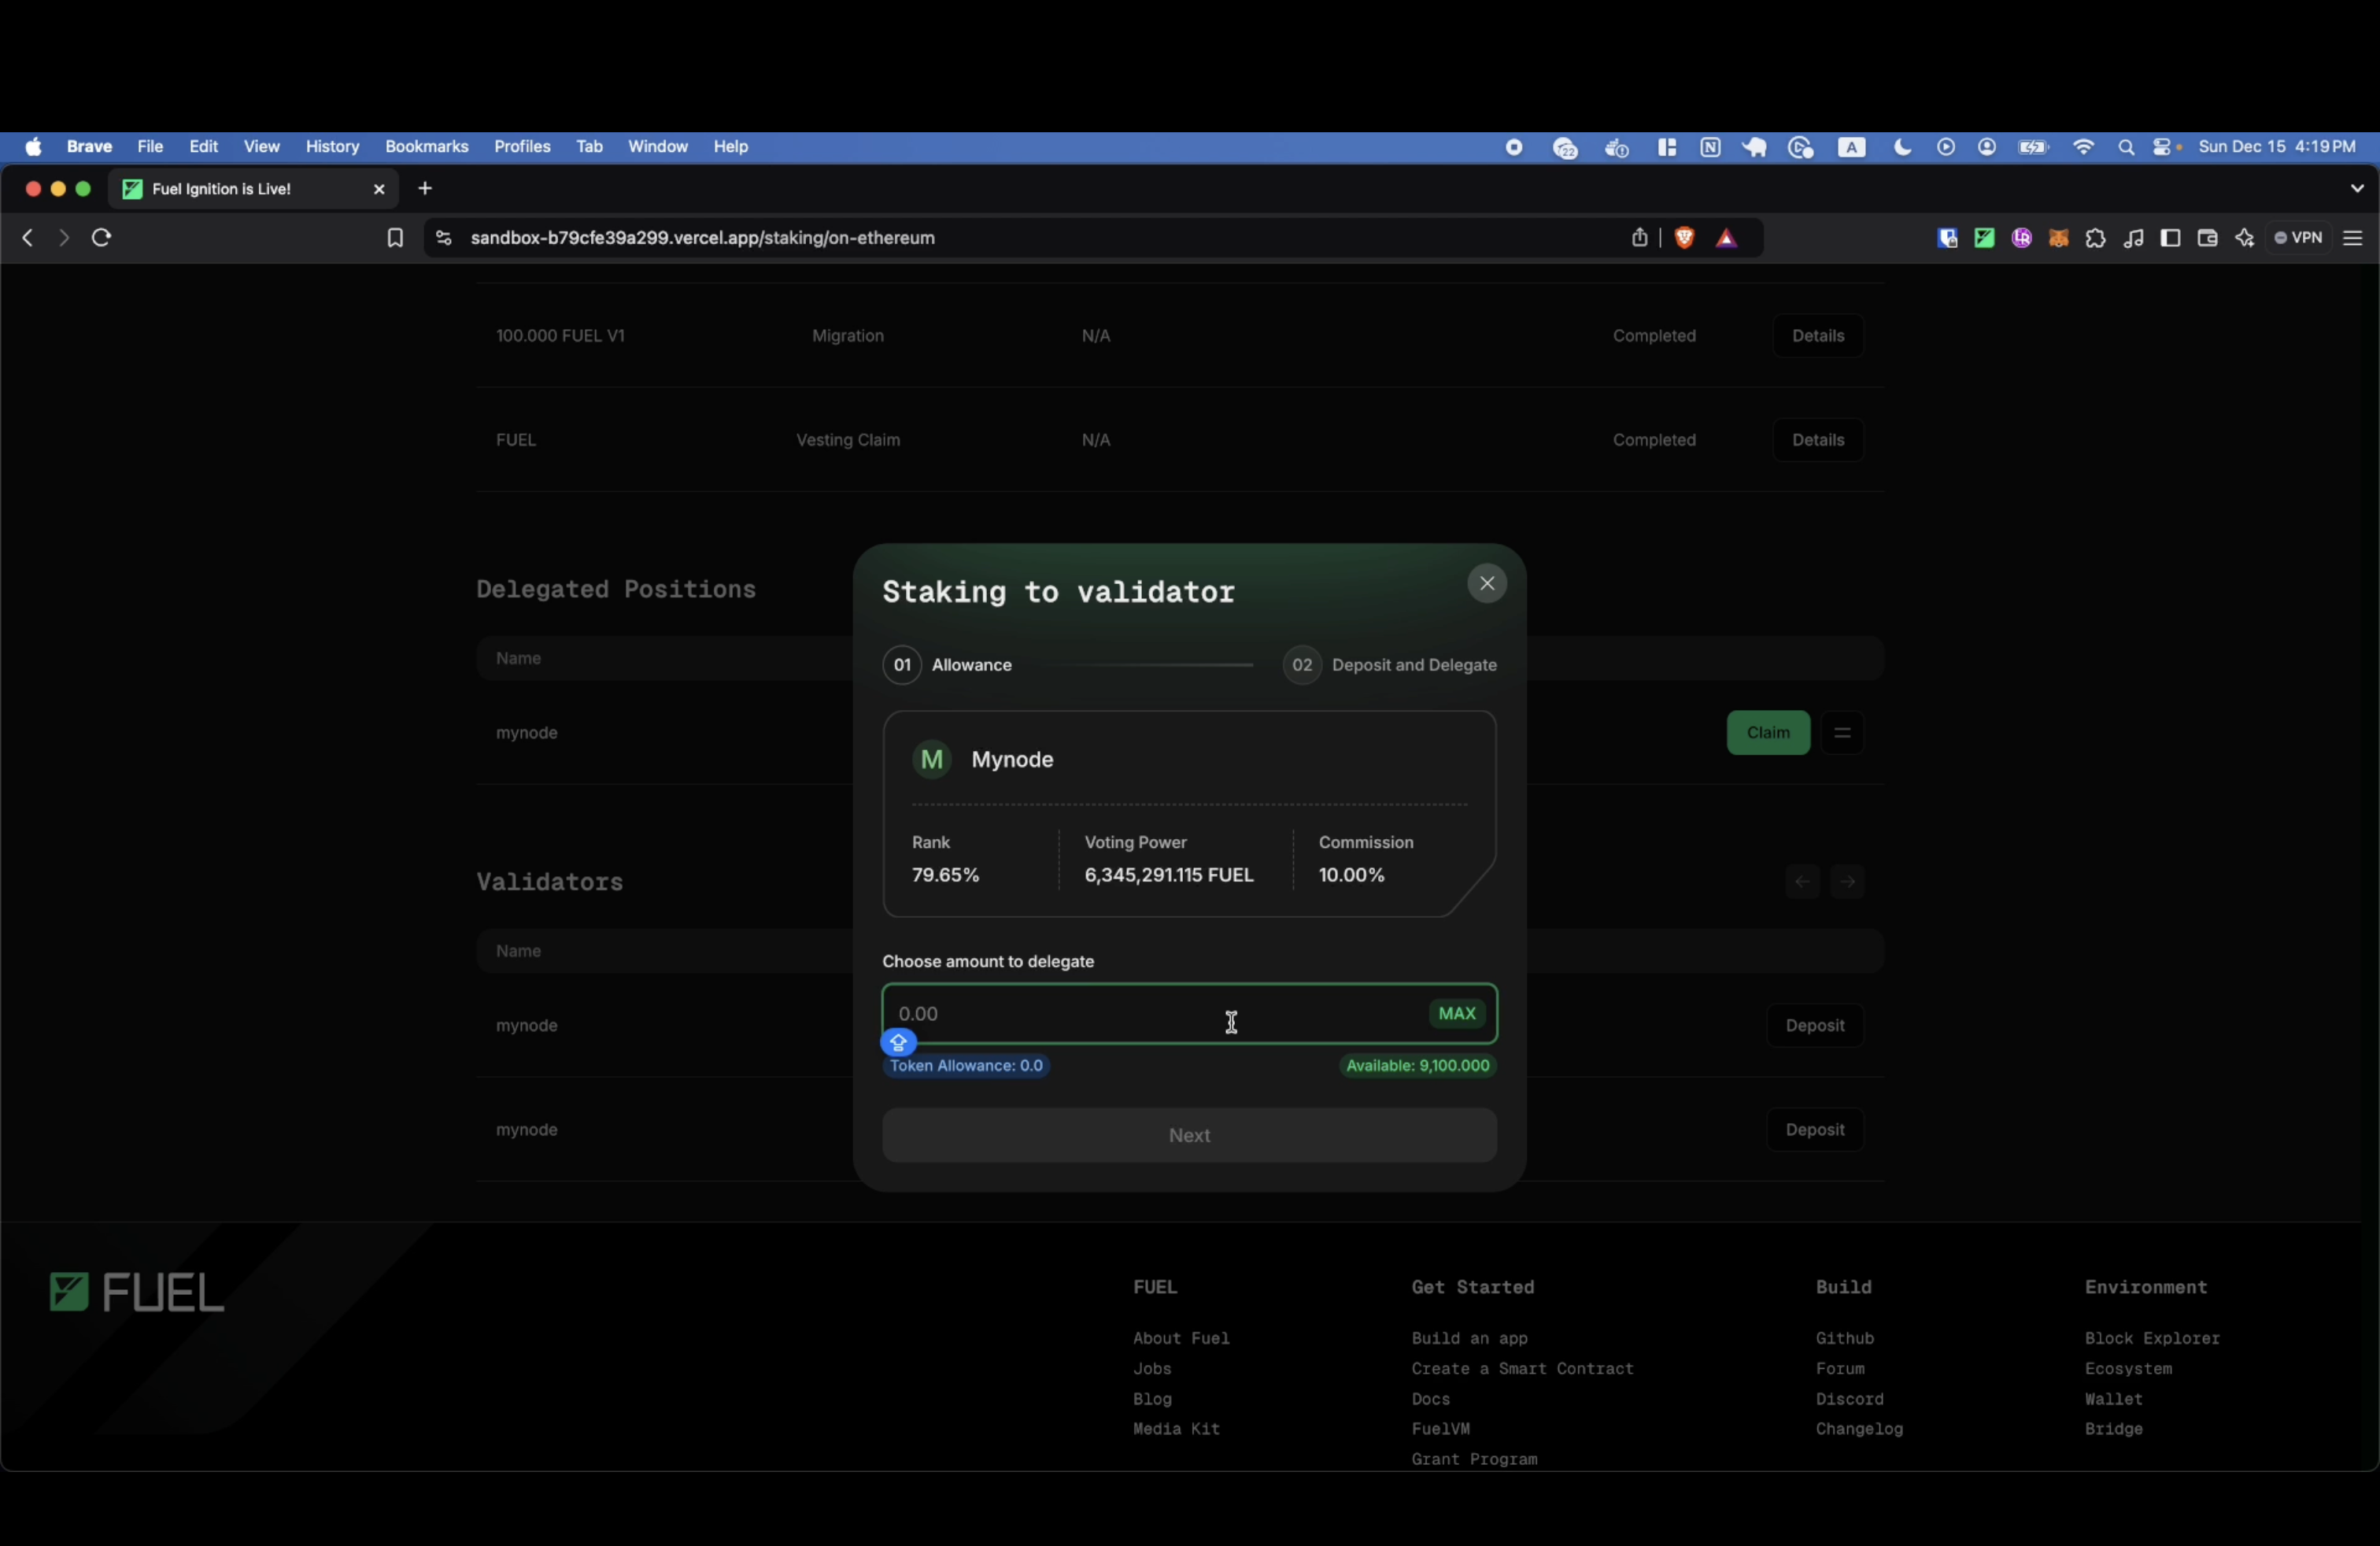 Brave File Edit View History Bookmarks Profiles Tab Window Help 22 N A Sun Dec 15 4:19 PM
Fuel Ignition is Live!
sandbox-b79cfe39a299.vercel.app/staking/on-ethereum VPN
100.000 FUEL V1 Migration N/A Completed Details
FUEL Vesting Claim N/A Completed Details
Delegated Positions
Name
mynode Claim
Validators
Name
mynode Deposit
mynode Deposit
Staking to validator
01 Allowance 02 Deposit and Delegate
M Mynode
Rank Voting Power Commission
79.65% 6,345,291.115 FUEL 10.00%
Choose amount to delegate
0.00 MAX
Token Allowance: 0.0 Available: 9,100.000
Next
FUEL
FUEL Get Started Build Environment
About Fuel Build an app Github Block Explorer
Jobs Create a Smart Contract Forum Ecosystem
Blog Docs Discord Wallet
Media Kit FuelVM Changelog Bridge
Grant Program